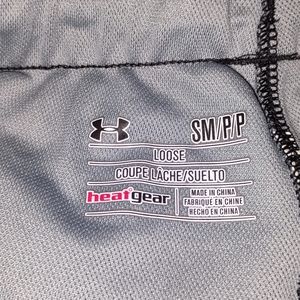 SM/P/P
LOOSE
COUPE LÂCHE/SUELTO
heatgear
MADE IN CHINA
FABRIQUÉ EN CHINE
HECHO EN CHINA